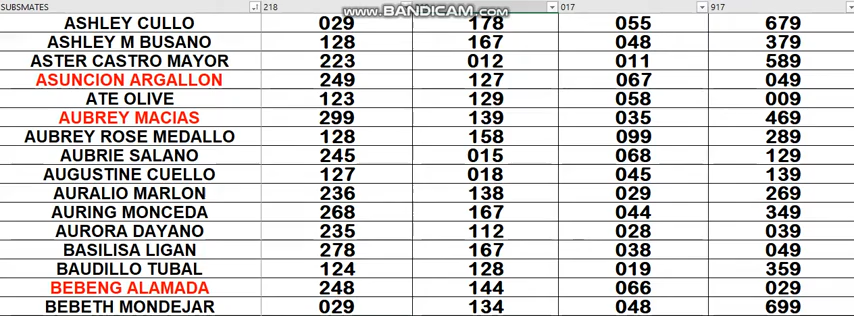 SUBSMATES 218 www.BANDICAM.com 017 917
ASHLEY CULLO 029 178 055 679
ASHLEY M BUSANO 128 167 048 379
ASTER CASTRO MAYOR 223 012 011 589
ASUNCION ARGALLON 249 127 067 049
ATE OLIVE 123 129 058 009
AUBREY MACIAS 299 139 035 469
AUBREY ROSE MEDALLO 128 158 099 289
AUBRIE SALANO 245 015 068 129
AUGUSTINE CUELLO 127 018 045 139
AURALIO MARLON 236 138 029 269
AURING MONCEDA 268 167 044 349
AURORA DAYANO 235 112 028 039
BASILISA LIGAN 278 167 038 049
BAUDILLO TUBAL 124 128 019 359
BEBENG ALAMADA 248 144 066 029
BEBETH MONDEJAR 029 134 048 699